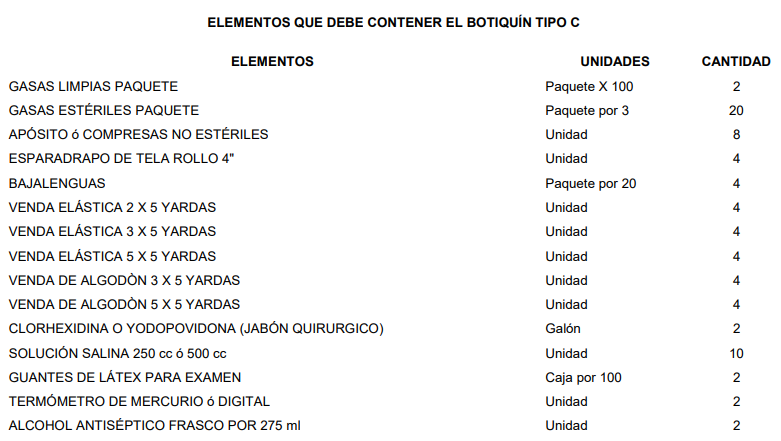 ELEMENTOS QUE DEBE CONTENER EL BOTIQUÍN TIPO C
ELEMENTOS UNIDADES CANTIDAD
GASAS LIMPIAS PAQUETE Paquete X 100 2
GASAS ESTÉRILES PAQUETE Paquete por 3 20
APÓSITO ó COMPRESAS NO ESTÉRILES Unidad 8
ESPARADRAPO DE TELA ROLLO 4" Unidad 4
BAJALENGUAS Paquete por 20 4
VENDA ELÁSTICA 2 X 5 YARDAS Unidad 4
VENDA ELÁSTICA 3 X 5 YARDAS Unidad 4
VENDA ELÁSTICA 5 X 5 YARDAS Unidad 4
VENDA DE ALGODÒN 3 X 5 YARDAS Unidad 4
VENDA DE ALGODÒN 5 X 5 YARDAS Unidad 4
CLORHEXIDINA O YODOPOVIDONA (JABÓN QUIRURGICO) Galón 2
SOLUCIÓN SALINA 250 cc ó 500 cc Unidad 10
GUANTES DE LÁTEX PARA EXAMEN Caja por 100 2
TERMÓMETRO DE MERCURIO ó DIGITAL Unidad 2
ALCOHOL ANTISÉPTICO FRASCO POR 275 ml Unidad 2